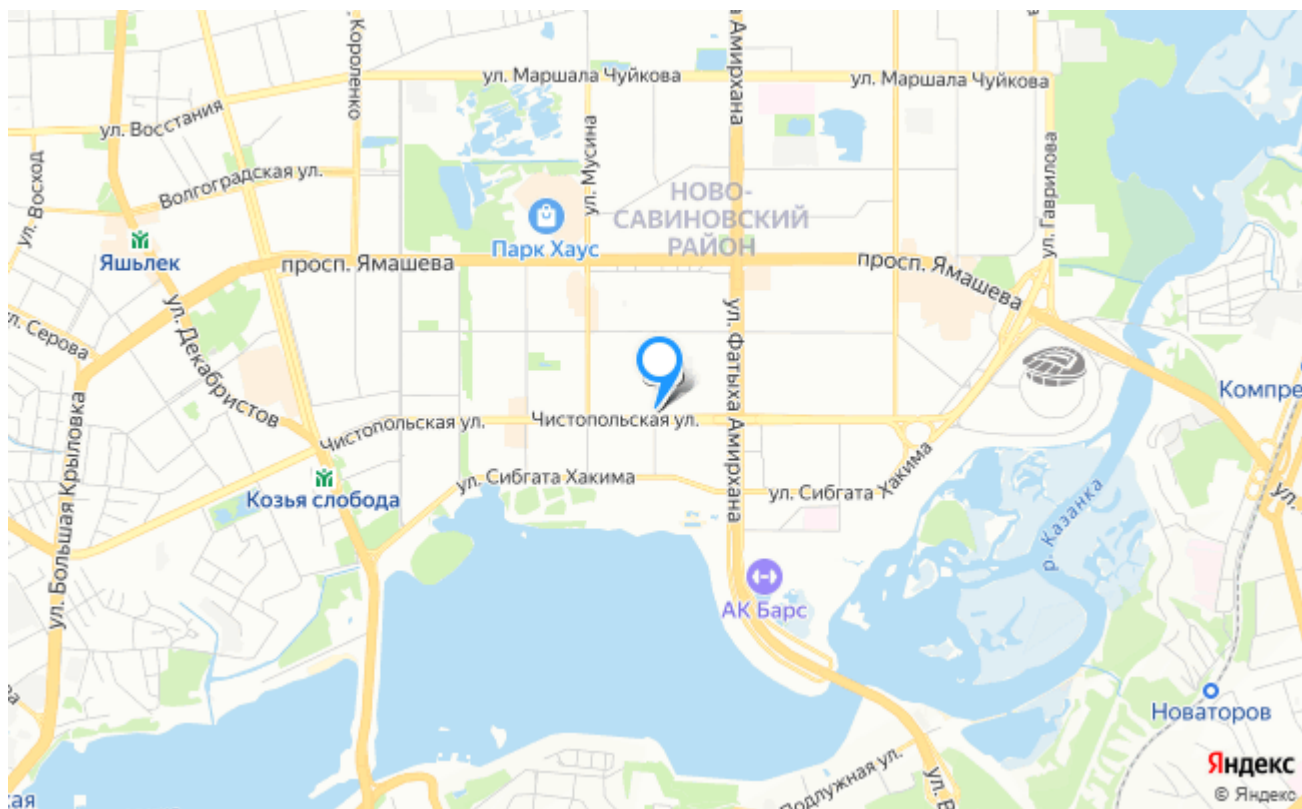 а Амирхана
Короленко
ул. Маршала Чуйкова
ул. Маршала Чуйкова
ул. Восстания
ул. Восход
Волгоградская ул.
ул. Мусина
ул. Гаврилова
НОВО-
САВИНОВСКИЙ
РАЙОН
Парк Хаус
Яшьлек
просп. Ямашева
просп. Ямашева
ул. Серова
ул. Декабристов
ул. Фатыха Амирхана
Компре
ул. Большая Крыловка
Чистопольская ул.
Чистопольская ул.
Козья слобода
ул. Сибгата Хакима
ул. Сибгата Хакима
ул.
р. Казанка
АК Барс
Новаторов
Подлужная ул.
ул. В
ая
Яндекс
© Яндекс